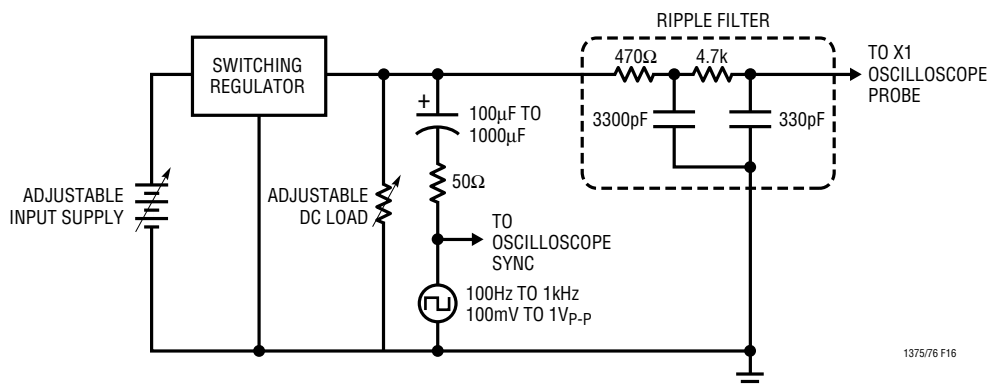 RIPPLE FILTER
SWITCHING
REGULATOR
470Ω
4.7k
TO X1
OSCILLOSCOPE
PROBE
+
100µF TO
1000µF
3300pF
330pF
ADJUSTABLE
INPUT SUPPLY
ADJUSTABLE
DC LOAD
50Ω
TO
OSCILLOSCOPE
SYNC
100Hz TO 1kHz
100mV TO 1VP-P
1375/76 F16